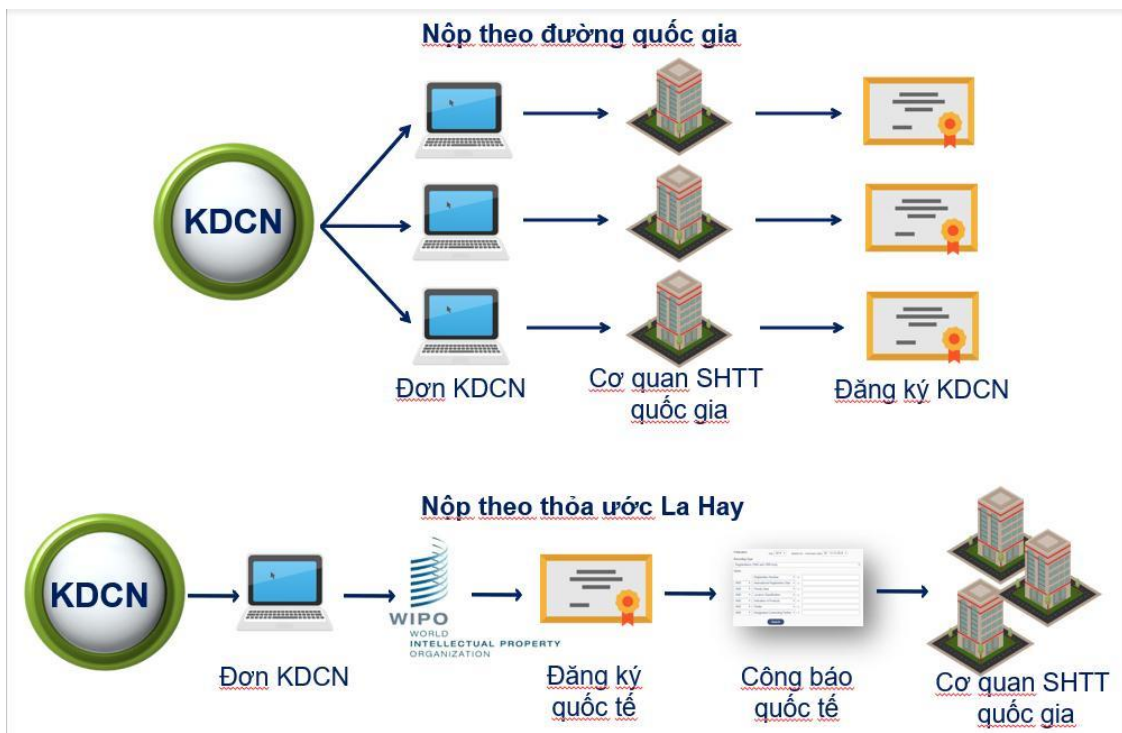 Nộp theo đường quốc gia
KDCN
Đơn KDCN
Cơ quan SHTT
quốc gia
Đăng ký KDCN
Nộp theo thỏa ước La Hay
KDCN
Đơn KDCN
WIPO
WORLD
INTELLECTUAL PROPERTY
ORGANIZATION
Đăng ký
quốc tế
Công báo
quốc tế
Cơ quan SHTT
quốc gia